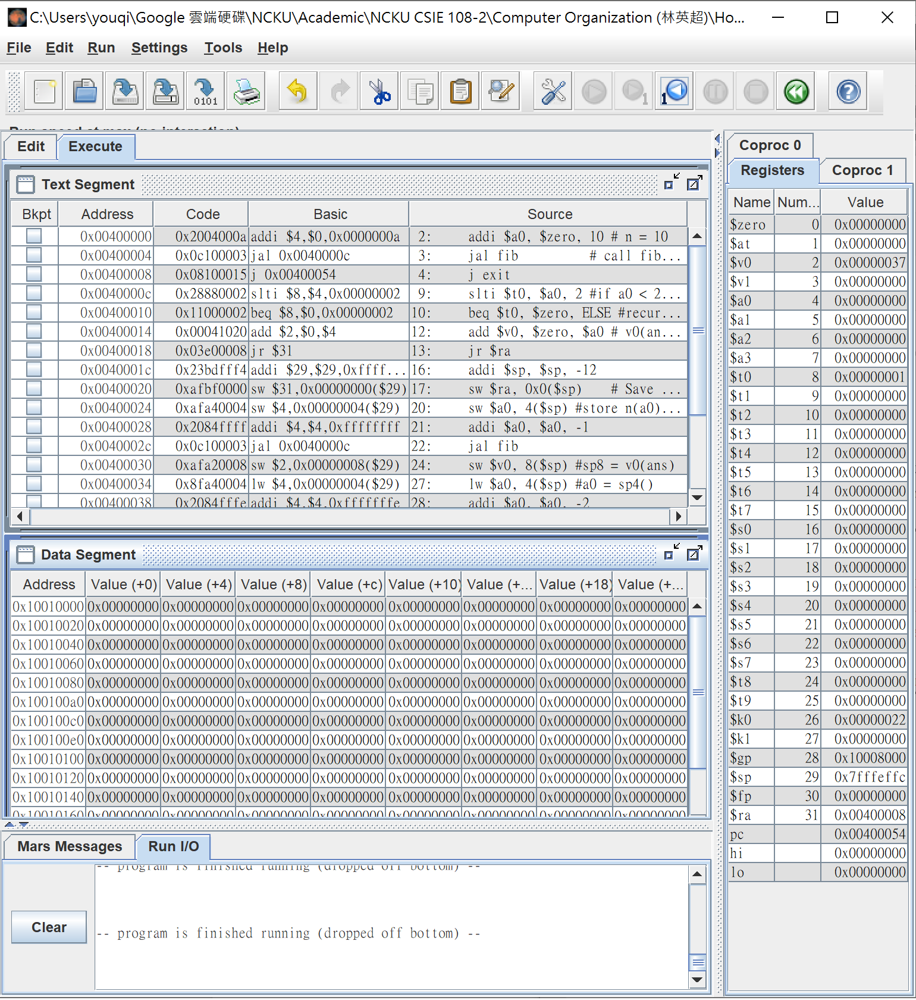 C:\Users\youqi\Google 雲端硬碟\NCKU\Academic\NCKU CSIE 108-2\Computer Organization (林英超)\Ho...
File Edit Run Settings Tools Help
0101 1 1
Run speed at max (no interaction)
Edit Execute
Text Segment
Bkpt Address Code Basic Source
0x00400000 0x2004000a addi $4,$0,0x0000000a 2: addi $a0, $zero, 10 # n = 10
0x00400004 0x0c100003 jal 0x0040000c 3: jal fib # call fib...
0x00400008 0x08100015 j 0x00400054 4: j exit
0x0040000c 0x28880002 slti $8,$4,0x00000002 9: slti $t0, $a0, 2 #if a0 < 2...
0x00400010 0x11000002 beq $8,$0,0x00000002 10: beq $t0, $zero, ELSE #recur...
0x00400014 0x00041020 add $2,$0,$4 12: add $v0, $zero, $a0 # v0(an...
0x00400018 0x03e00008 jr $31 13: jr $ra
0x0040001c 0x23bdfff4 addi $29,$29,0xffff... 16: addi $sp, $sp, -12
0x00400020 0xafbf0000 sw $31,0x00000000($29) 17: sw $ra, 0x0($sp) # Save ...
0x00400024 0xafa40004 sw $4,0x00000004($29) 20: sw $a0, 4($sp) #store n(a0)...
0x00400028 0x2084ffff addi $4,$4,0xffffffff 21: addi $a0, $a0, -1
0x0040002c 0x0c100003 jal 0x0040000c 22: jal fib
0x00400030 0xafa20008 sw $2,0x00000008($29) 24: sw $v0, 8($sp) #sp8 = v0(ans)
0x00400034 0x8fa40004 lw $4,0x00000004($29) 27: lw $a0, 4($sp) #a0 = sp4()
0x00400038 0x2084fffe addi $4,$4,0xfffffffe 28: addi $a0, $a0, -2
Data Segment
Address Value (+0) Value (+4) Value (+8) Value (+c) Value (+10) Value (+... Value (+18) Value (+...
0x10010000 0x00000000 0x00000000 0x00000000 0x00000000 0x00000000 0x00000000 0x00000000 0x00000000
0x10010020 0x00000000 0x00000000 0x00000000 0x00000000 0x00000000 0x00000000 0x00000000 0x00000000
0x10010040 0x00000000 0x00000000 0x00000000 0x00000000 0x00000000 0x00000000 0x00000000 0x00000000
0x10010060 0x00000000 0x00000000 0x00000000 0x00000000 0x00000000 0x00000000 0x00000000 0x00000000
0x10010080 0x00000000 0x00000000 0x00000000 0x00000000 0x00000000 0x00000000 0x00000000 0x00000000
0x100100a0 0x00000000 0x00000000 0x00000000 0x00000000 0x00000000 0x00000000 0x00000000 0x00000000
0x100100c0 0x00000000 0x00000000 0x00000000 0x00000000 0x00000000 0x00000000 0x00000000 0x00000000
0x100100e0 0x00000000 0x00000000 0x00000000 0x00000000 0x00000000 0x00000000 0x00000000 0x00000000
0x10010100 0x00000000 0x00000000 0x00000000 0x00000000 0x00000000 0x00000000 0x00000000 0x00000000
0x10010120 0x00000000 0x00000000 0x00000000 0x00000000 0x00000000 0x00000000 0x00000000 0x00000000
0x10010140 0x00000000 0x00000000 0x00000000 0x00000000 0x00000000 0x00000000 0x00000000 0x00000000
0x10010160 0x00000000 0x00000000 0x00000000 0x00000000 0x00000000 0x00000000 0x00000000 0x00000000
Mars Messages Run I/O
-- program is finished running (dropped off bottom) --
Clear
-- program is finished running (dropped off bottom) --
Coproc 0
Registers Coproc 1
Name Num... Value
$zero 0 0x00000000
$at 1 0x00000000
$v0 2 0x00000037
$v1 3 0x00000000
$a0 4 0x00000000
$a1 5 0x00000000
$a2 6 0x00000000
$a3 7 0x00000000
$t0 8 0x00000001
$t1 9 0x00000000
$t2 10 0x00000000
$t3 11 0x00000000
$t4 12 0x00000000
$t5 13 0x00000000
$t6 14 0x00000000
$t7 15 0x00000000
$s0 16 0x00000000
$s1 17 0x00000000
$s2 18 0x00000000
$s3 19 0x00000000
$s4 20 0x00000000
$s5 21 0x00000000
$s6 22 0x00000000
$s7 23 0x00000000
$t8 24 0x00000000
$t9 25 0x00000000
$k0 26 0x00000022
$k1 27 0x00000000
$gp 28 0x10008000
$sp 29 0x7fffeffc
$fp 30 0x00000000
$ra 31 0x00400008
pc 0x00400054
hi 0x00000000
lo 0x00000000